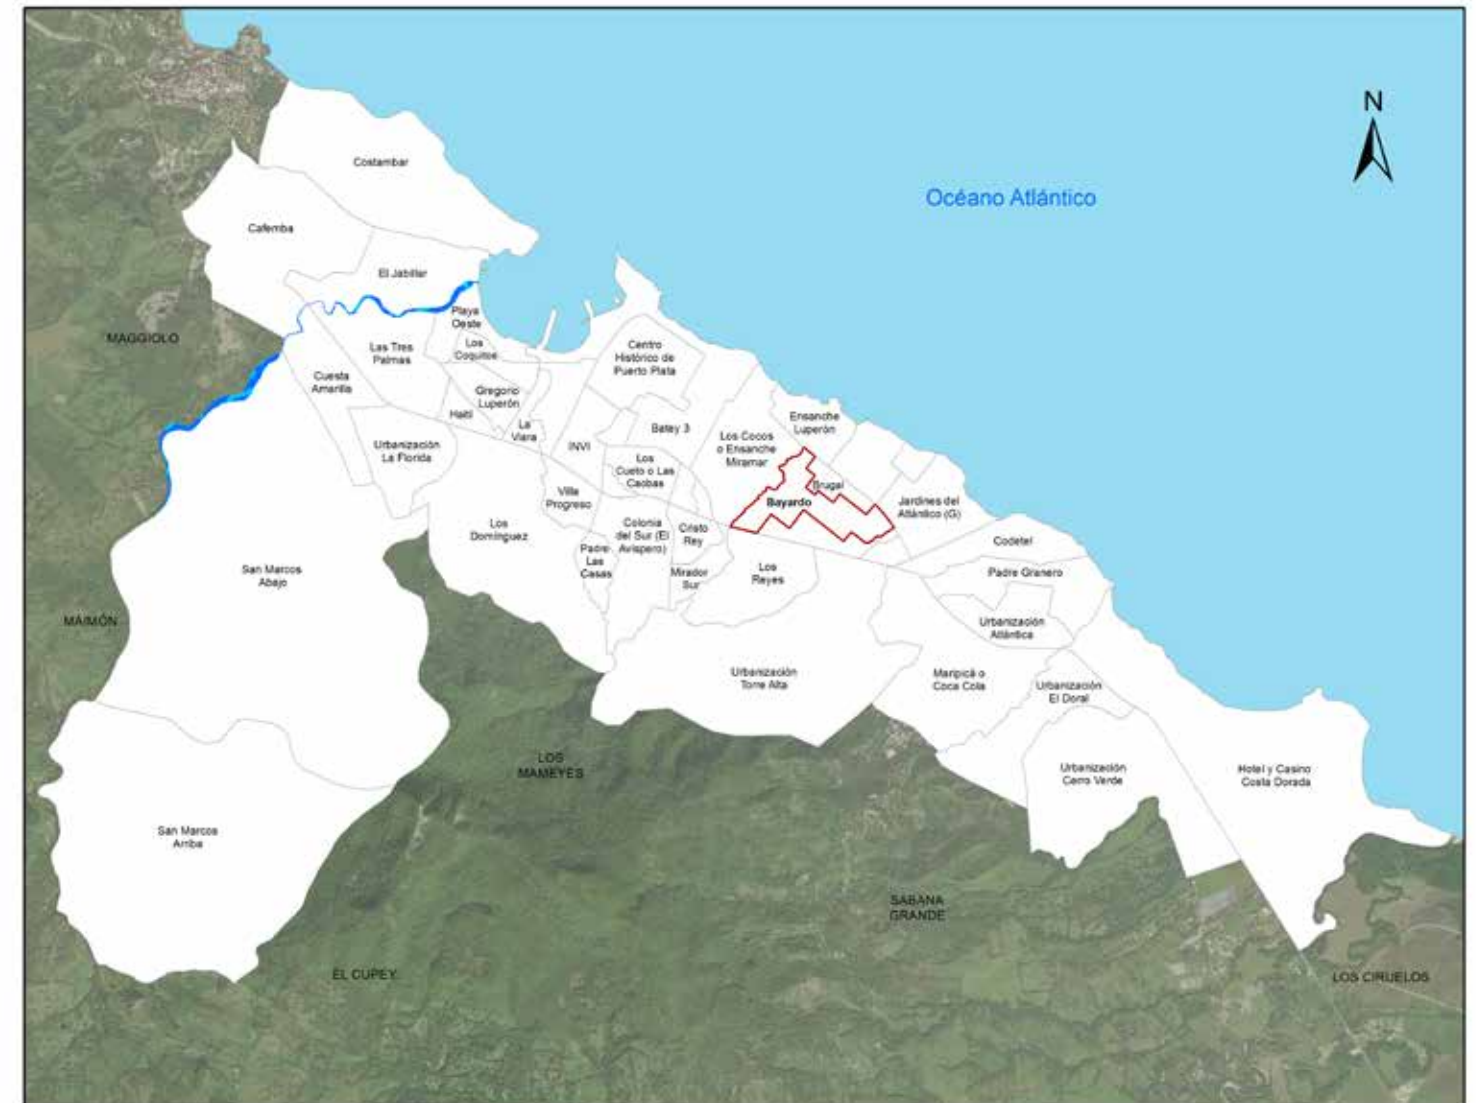 N
Costambar
Océano Atlántico
Cafemba
El Jabillar
Playa
Oeste
MAGGIOLO
Las Tres
Palmas
Los
Coquitos
Centro
Histórico de
Puerto Plata
Cuesta
Amarilla
Gregorio
Luperón
Haití
La
Viara
Ensanche
Luperón
Batey 3
INVI
Los Cocos
o Ensanche
Miramar
Urbanización
La Florida
Los
Cueto o Las
Caobas
Brugal
Bayardo
Jardines del
Atlántico (G)
Villa
Progreso
Los
Domínguez
Colonia
del Sur (El
Avispero)
Cristo
Rey
Padre
Las
Casas
Mirador
Sur
Los
Reyes
Codetel
Padre Granero
San Marcos
Abajo
MAIMÓN
Urbanización
Atlántica
Urbanización
Torre Alta
Maripicá o
Coca Cola
Urbanización
El Doral
LOS
MAMEYES
Urbanización
Cerro Verde
Hotel y Casino
Costa Dorada
San Marcos
Arriba
SABANA
GRANDE
EL CUPEY
LOS CIRUELOS